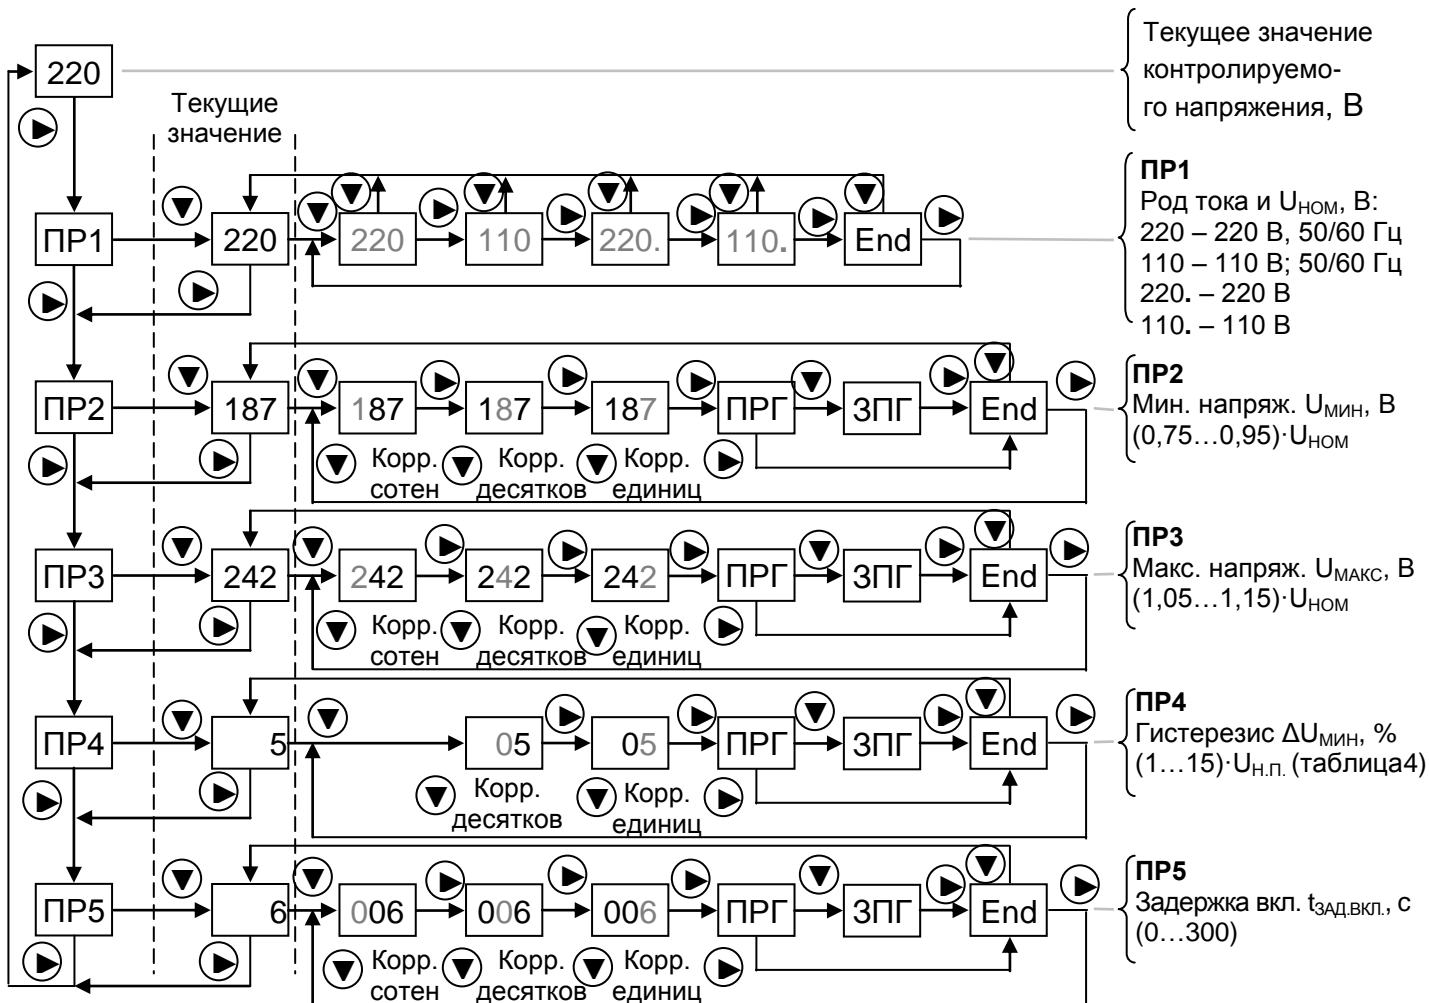 220
Текущее значение
контролируемо-
го напряжения, В
Текущие
значение
ПР1 220 220 110 220. 110. End
ПР1
Род тока и UНОМ, В:
220 – 220 В, 50/60 Гц
110 – 110 В; 50/60 Гц
220. – 220 В
110. – 110 В
ПР2 187 187 187 187 ПРГ ЗПГ End
Корр. Корр. Корр.
сотен десятков единиц
ПР2
Мин. напряж. UМИН, В
(0,75...0,95)·UНОМ
ПР3 242 242 242 242 ПРГ ЗПГ End
Корр. Корр. Корр.
сотен десятков единиц
ПР3
Макс. напряж. UМАКС, В
(1,05...1,15)·UНОМ
ПР4 5 05 05 ПРГ ЗПГ End
Корр. Корр.
десятков единиц
ПР4
Гистерезис ΔUМИН, %
(1...15)·UН.П. (таблица4)
ПР5 6 006 006 006 ПРГ ЗПГ End
Корр. Корр. Корр.
сотен десятков единиц
ПР5
Задержка вкл. tЗАД.ВКЛ., с
(0...300)